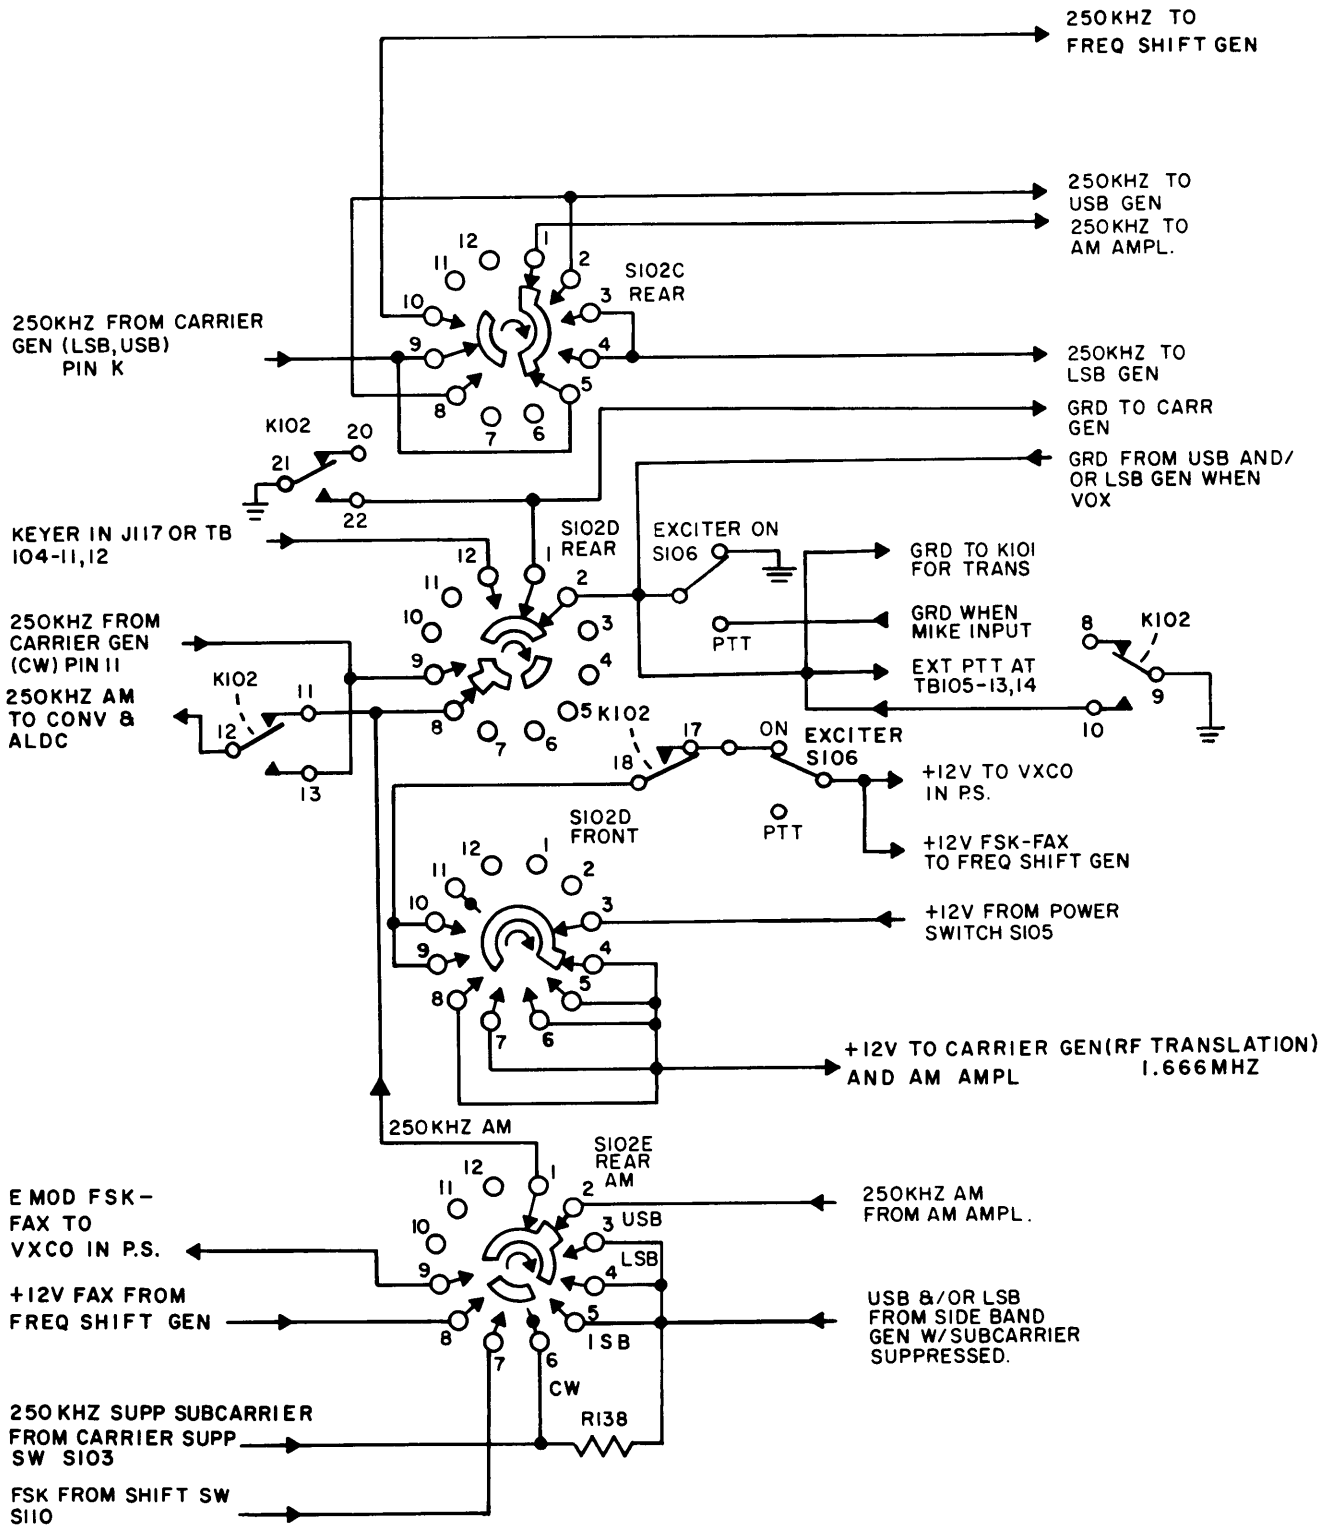 250KHZ TO
FREQ SHIFT GEN
250KHZ TO
USB GEN
250KHZ TO
AM AMPL.
S102C
REAR
1
2
3
4
5
6
7
8
9
10
11
12
250KHZ FROM CARRIER
GEN (LSB, USB)
PIN K
250KHZ TO
LSB GEN
GRD TO CARR
GEN
K102
20
21
22
GRD FROM USB AND/
OR LSB GEN WHEN
VOX
KEYER IN J117 OR TB
104-11,12
S102D
REAR
1
2
3
4
5
6
7
8
9
10
11
12
EXCITER ON
S106
PTT
GRD TO K101
FOR TRANS
GRD WHEN
MIKE INPUT
EXT PTT AT
TB105-13,14
8
K102
9
10
250KHZ FROM
CARRIER GEN
(CW) PIN 11
250KHZ AM
TO CONV &
ALDC
K102
11
12
13
K102
17
18
ON
EXCITER
S106
PTT
+12V TO VXCO
IN P.S.
+12V FSK-FAX
TO FREQ SHIFT GEN
S102D
FRONT
1
2
3
4
5
6
7
8
9
10
11
12
+12V FROM POWER
SWITCH S105
+12V TO CARRIER GEN(RF TRANSLATION)
AND AM AMPL 1.666MHZ
250KHZ AM
S102E
REAR
AM
1
2
3
USB
4
LSB
5
ISB
6
CW
7
8
9
10
11
12
250KHZ AM
FROM AM AMPL.
E MOD FSK-
FAX TO
VXCO IN P.S.
+12V FAX FROM
FREQ SHIFT GEN
USB &/OR LSB
FROM SIDE BAND
GEN W/SUBCARRIER
SUPPRESSED.
250KHZ SUPP SUBCARRIER
FROM CARRIER SUPP
SW S103
R138
FSK FROM SHIFT SW
S110